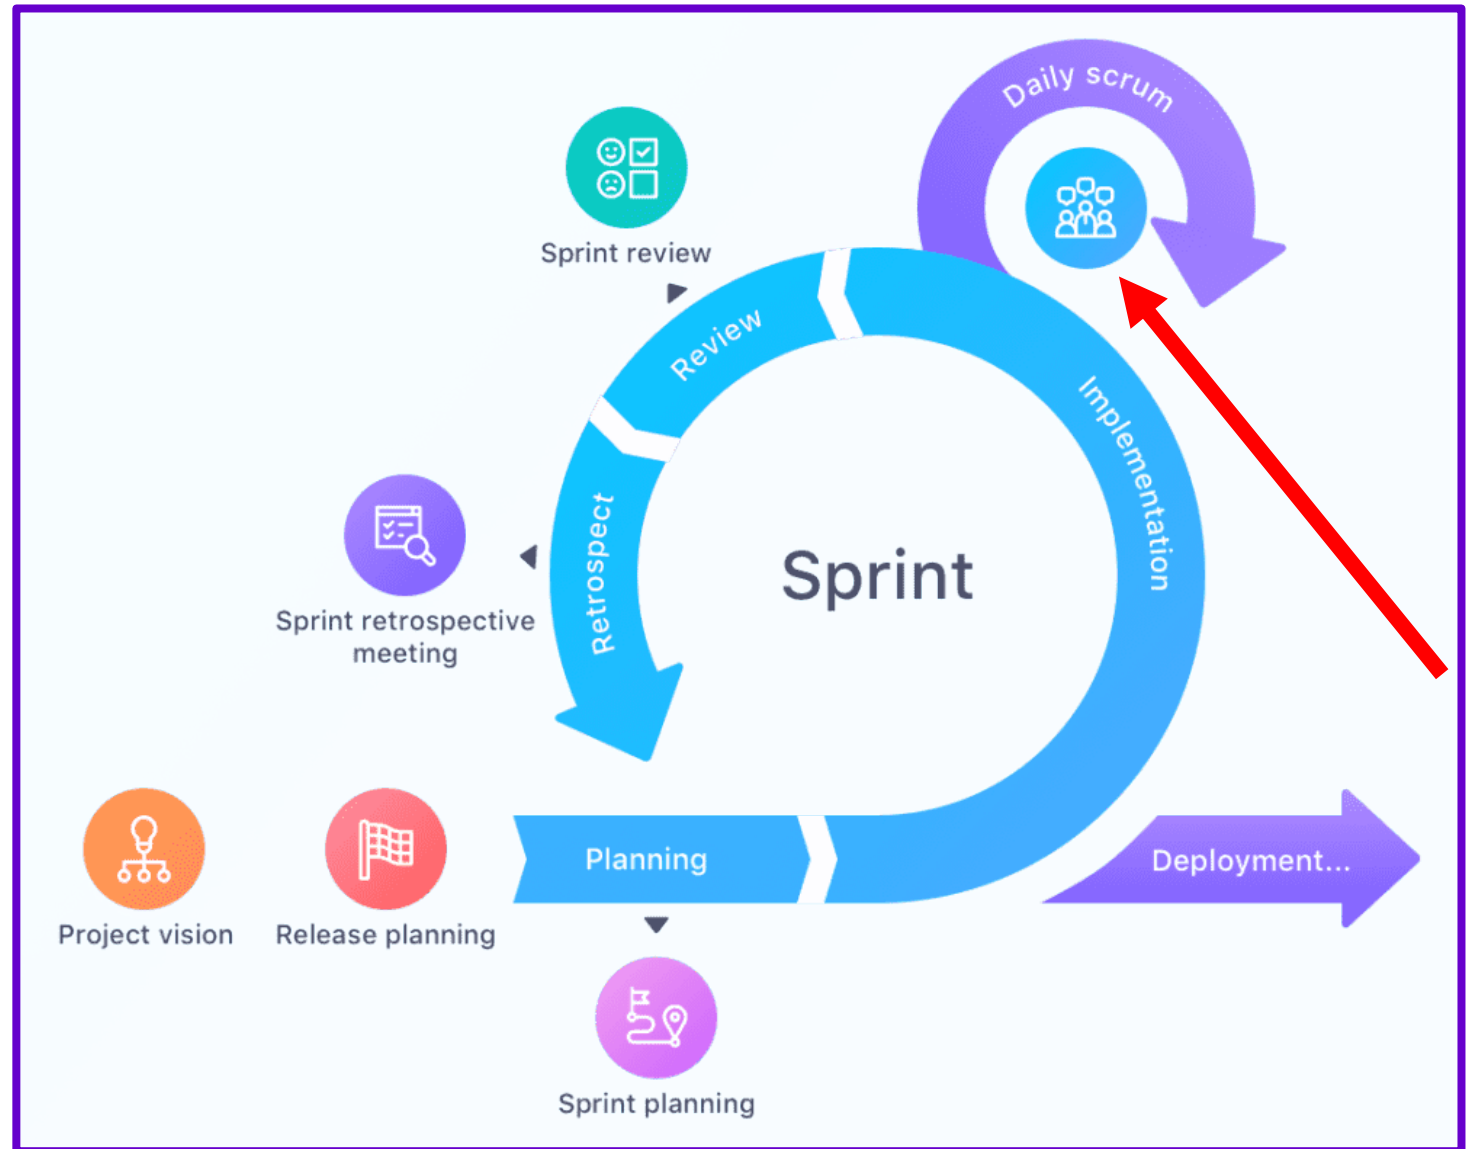 Daily scrum
Sprint review
Review
Implementation
Retrospect
Sprint
Sprint retrospective
meeting
Planning
Deployment...
Project vision
Release planning
Sprint planning